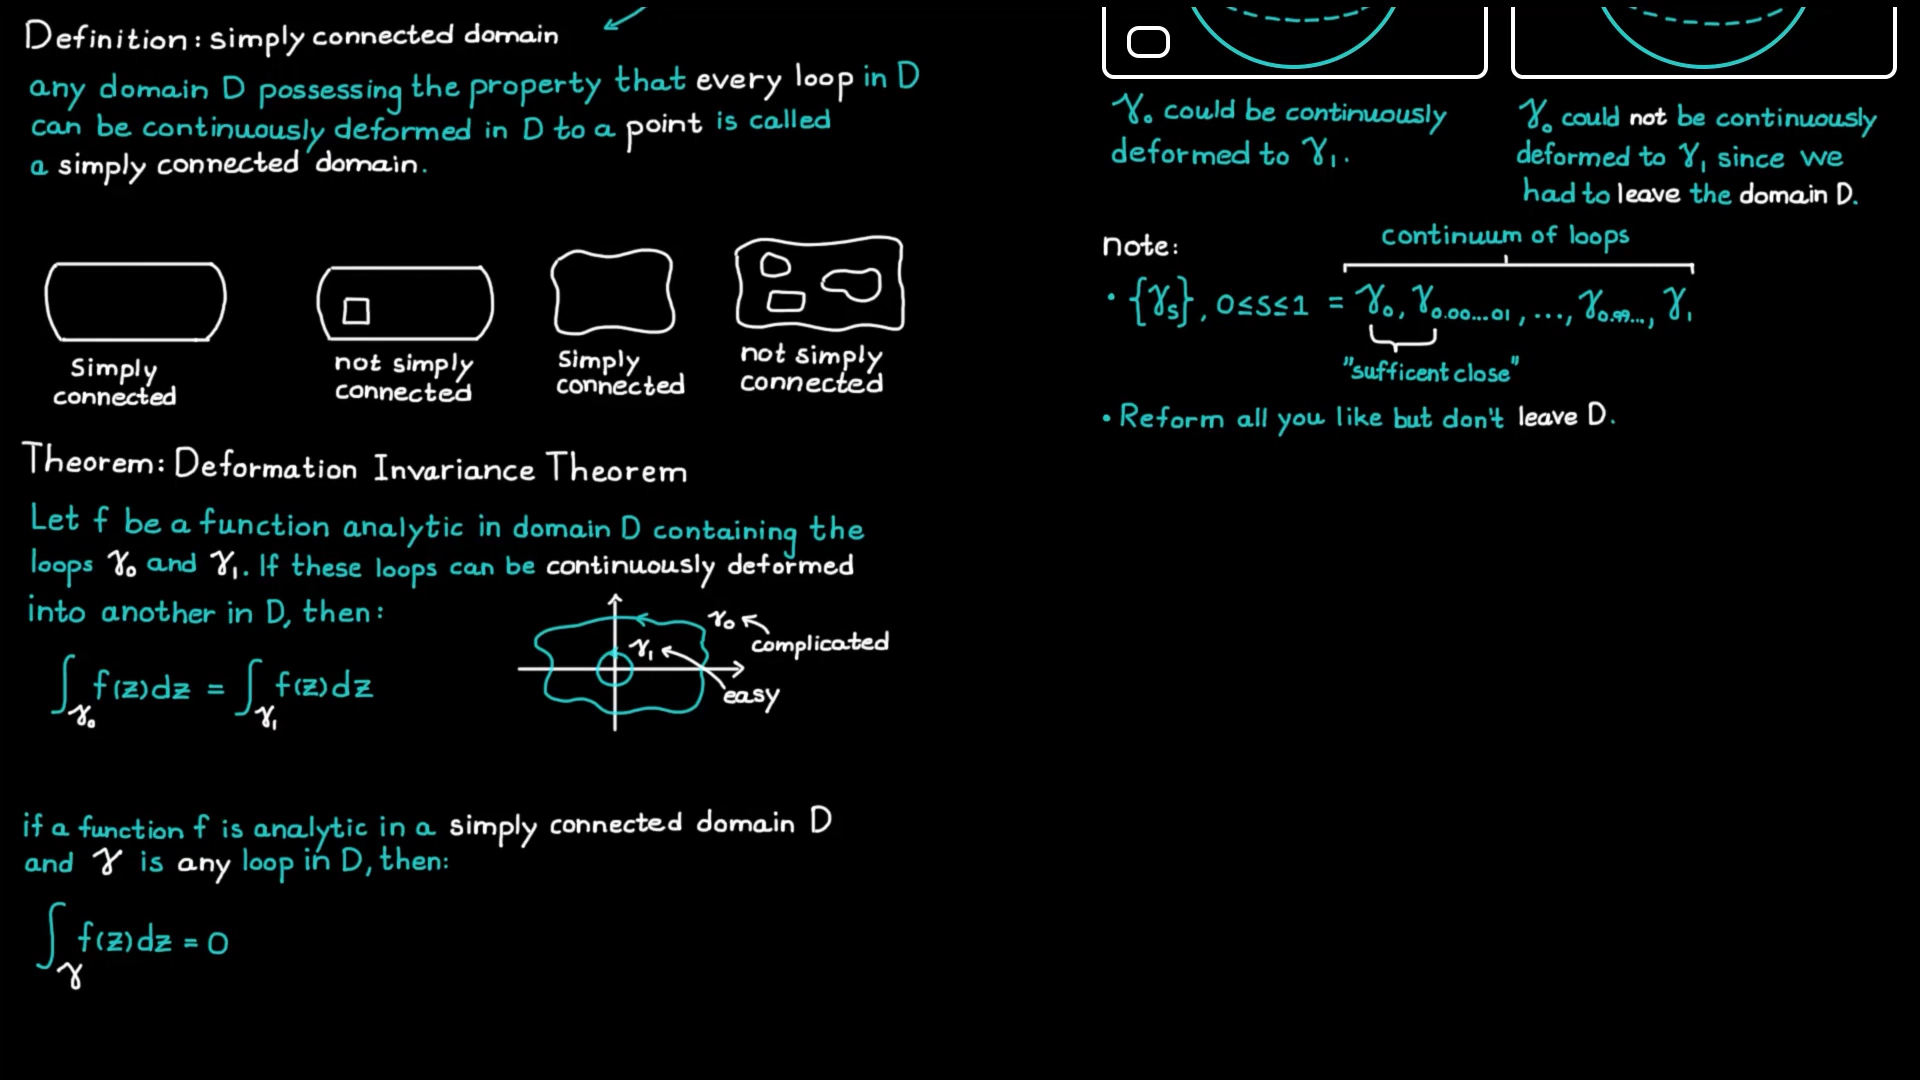 Definition: simply connected domain
any domain D possessing the property that every loop in D
can be continuously deformed in D to a point is called
a simply connected domain.
Simply
connected
not simply
connected
Simply
connected
not simply
connected
Theorem: Deformation Invariance Theorem
Let f be a function analytic in domain D containing the
loops γ₀ and γ₁. If these loops can be continuously deformed
into another in D, then:
∫γ₀ f(z)dz = ∫γ₁ f(z)dz
γ₀
complicated
γ₁
easy
if a function f is analytic in a simply connected domain D
and γ is any loop in D, then:
∫γ f(z)dz = 0
γ₀ could be continuously
deformed to γ₁.
γ₀ could not be continuously
deformed to γ₁ since we
had to leave the domain D.
note:
continuum of loops
• {γₛ}, 0≤s≤1 = γ₀, γ0.00...01, ..., γ0.99..., γ₁
"sufficent close"
• Reform all you like but don't leave D.